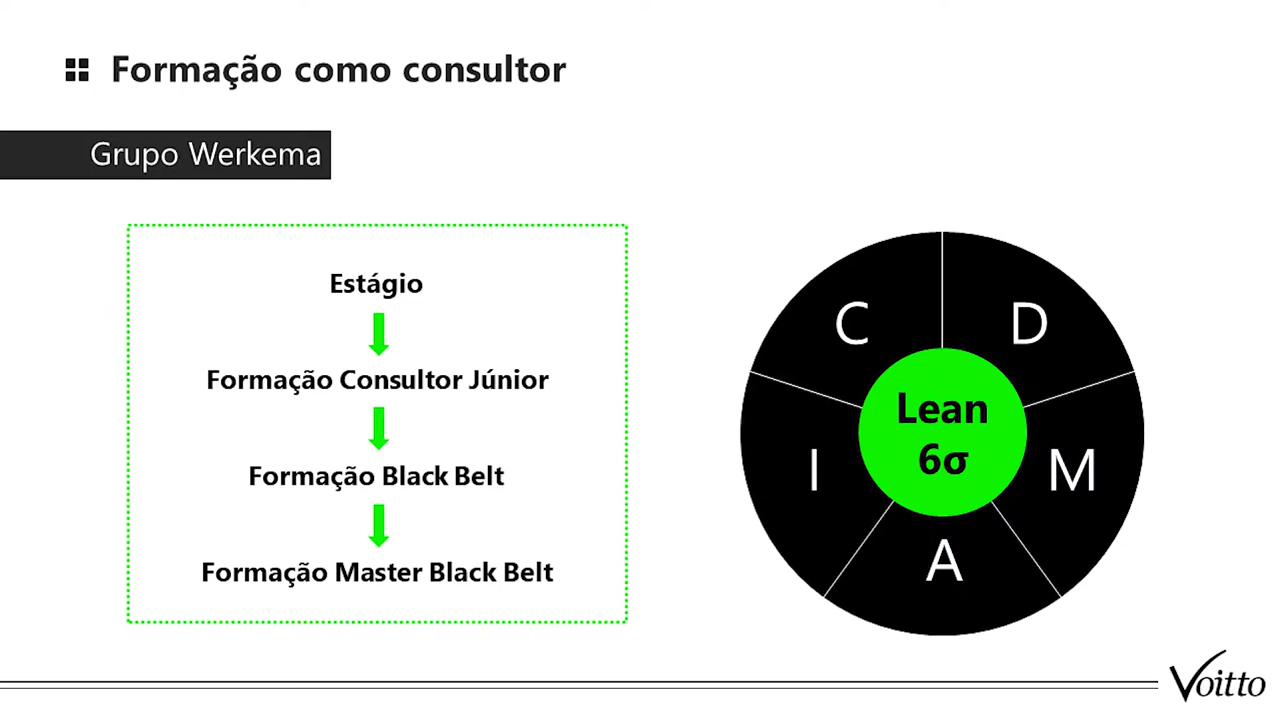 Formação como consultor
Grupo Werkema
Estágio
Formação Consultor Júnior
Formação Black Belt
Formação Master Black Belt
C
D
I
Lean
6σ
M
A
Voitto